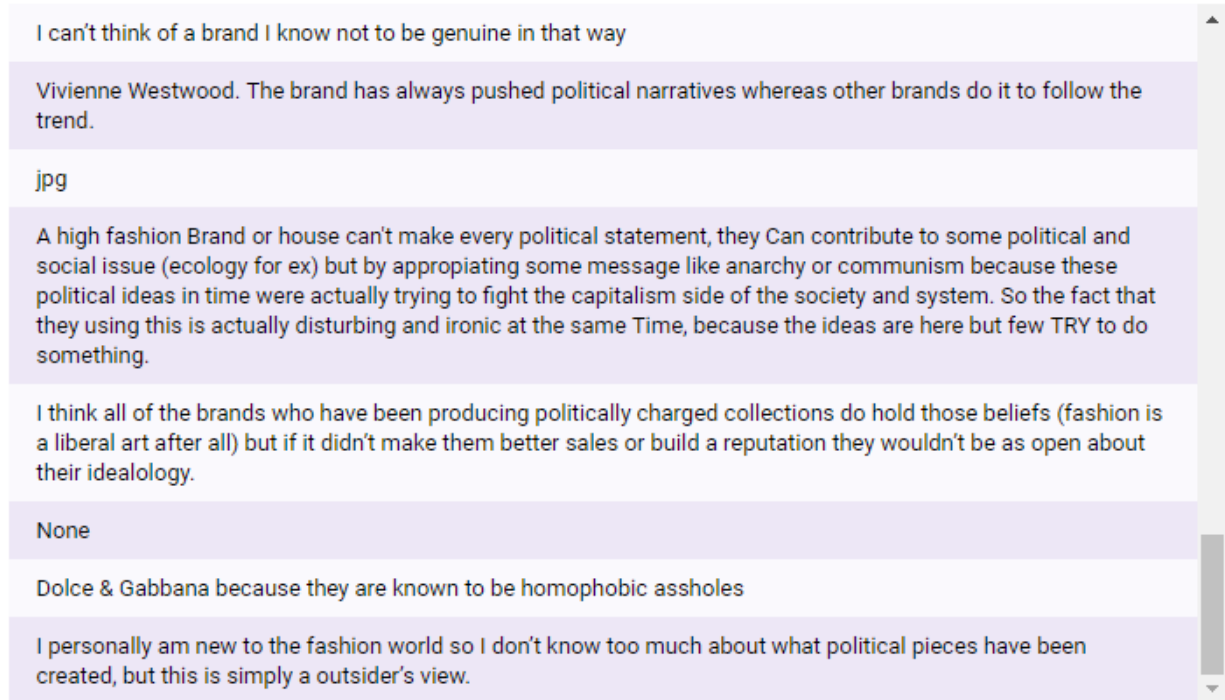 I can’t think of a brand I know not to be genuine in that way
Vivienne Westwood. The brand has always pushed political narratives whereas other brands do it to follow the
trend.
jpg
A high fashion Brand or house can't make every political statement, they Can contribute to some political and
social issue (ecology for ex) but by appropiating some message like anarchy or communism because these
political ideas in time were actually trying to fight the capitalism side of the society and system. So the fact that
they using this is actually disturbing and ironic at the same Time, because the ideas are here but few TRY to do
something.
I think all of the brands who have been producing politically charged collections do hold those beliefs (fashion is
a liberal art after all) but if it didn’t make them better sales or build a reputation they wouldn’t be as open about
their idealology.
None
Dolce & Gabbana because they are known to be homophobic assholes
I personally am new to the fashion world so I don’t know too much about what political pieces have been
created, but this is simply a outsider’s view.